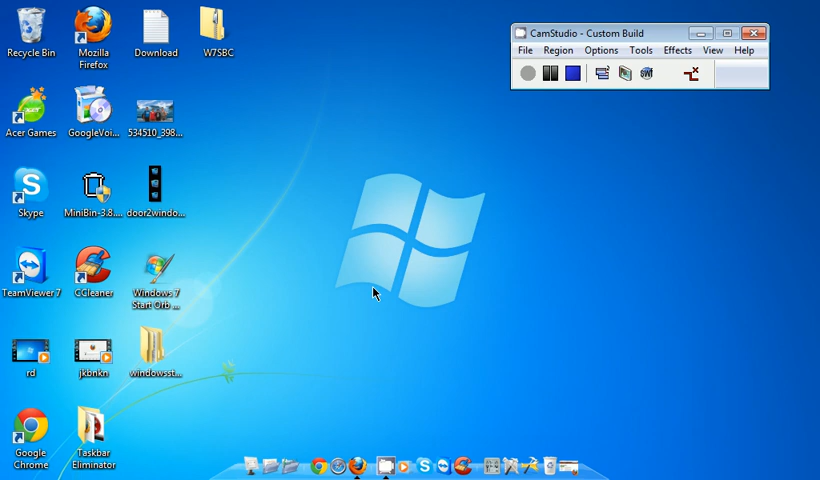 Recycle Bin
Mozilla
Firefox
Download
W7SBC
CamStudio - Custom Build
File Region Options Tools Effects View Help
Acer Games
GoogleVoi...
534510_398...
Skype
MiniBin-3.8....
door2windo...
TeamViewer 7
CCleaner
Windows 7
Start Orb ...
rd
jkbnkn
windowsst...
Google
Chrome
Taskbar
Eliminator